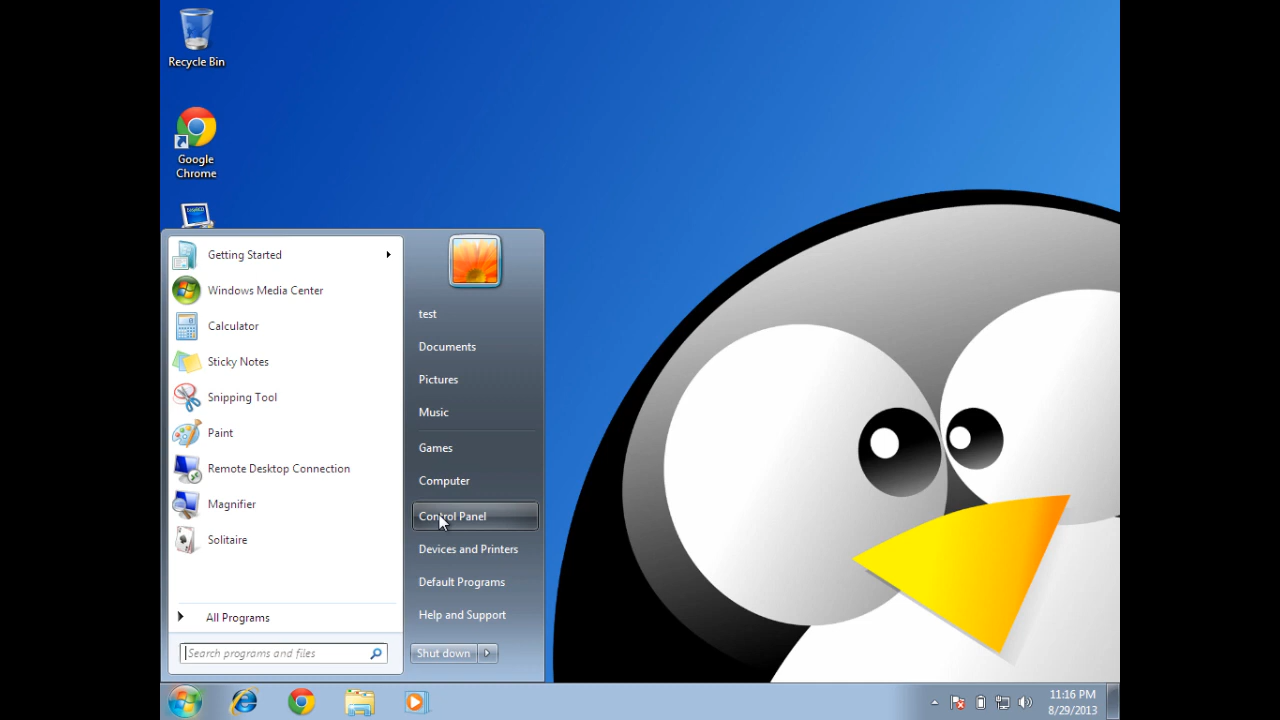 Recycle Bin
Google
Chrome
Getting Started
Windows Media Center
Calculator
Sticky Notes
Snipping Tool
Paint
Remote Desktop Connection
Magnifier
Solitaire
All Programs
Search programs and files
test
Documents
Pictures
Music
Games
Computer
Control Panel
Devices and Printers
Default Programs
Help and Support
Shut down
11:16 PM
8/29/2013